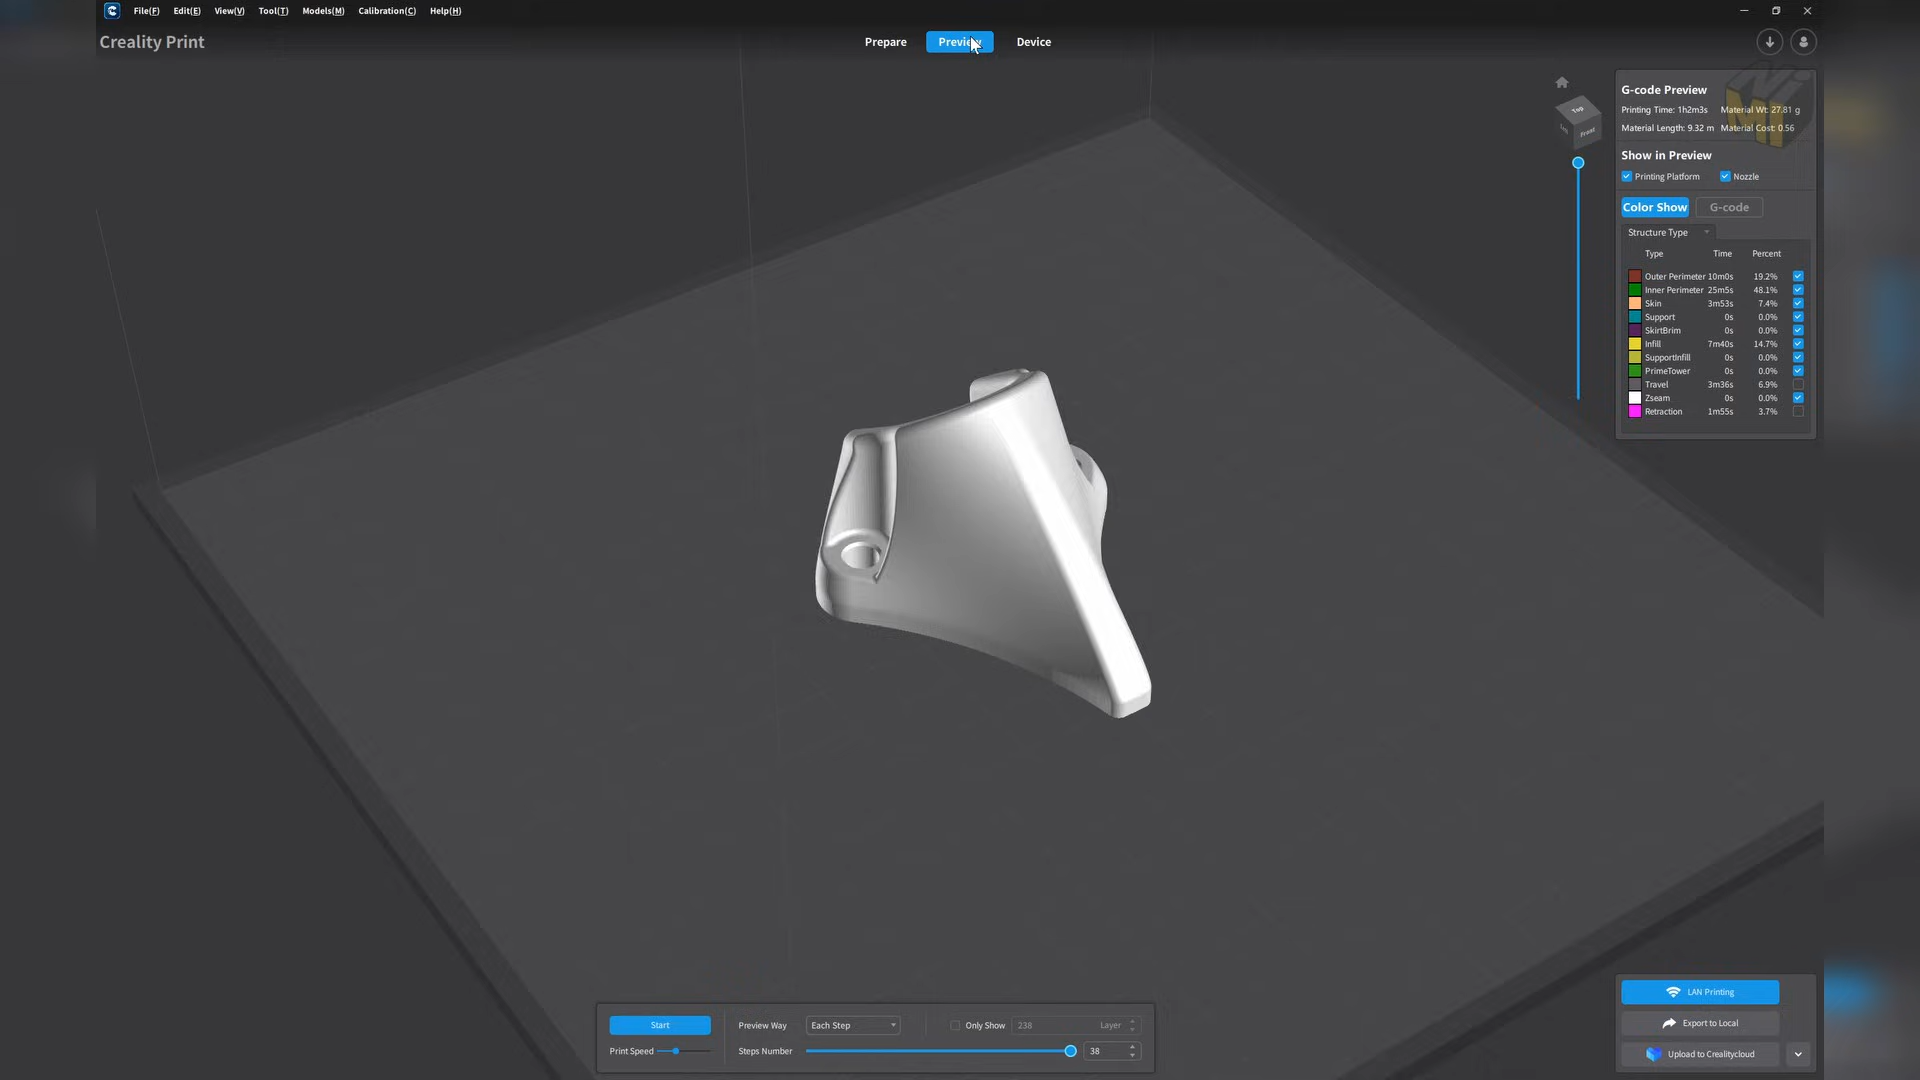 File(F) Edit(E) View(V) Tool(T) Models(M) Calibration(C) Help(H)
Creality Print
Prepare Preview Device
Top
Front
G-code Preview
Printing Time: 1h2m3s Material Wt: 27.81 g
Material Length: 9.32 m Material Cost: 0.56
Show in Preview
Printing Platform Nozzle
Color Show G-code
Structure Type
Type Time Percent
Outer Perimeter 10m0s 19.2%
Inner Perimeter 25m5s 48.1%
Skin 3m53s 7.4%
Support 0s 0.0%
SkirtBrim 0s 0.0%
Infill 7m40s 14.7%
SupportInfill 0s 0.0%
PrimeTower 0s 0.0%
Travel 3m36s 6.9%
Zseam 0s 0.0%
Retraction 1m55s 3.7%
LAN Printing
Export to Local
Upload to Crealitycloud
Start Preview Way Each Step Only Show 238 Layer
Print Speed Steps Number 38